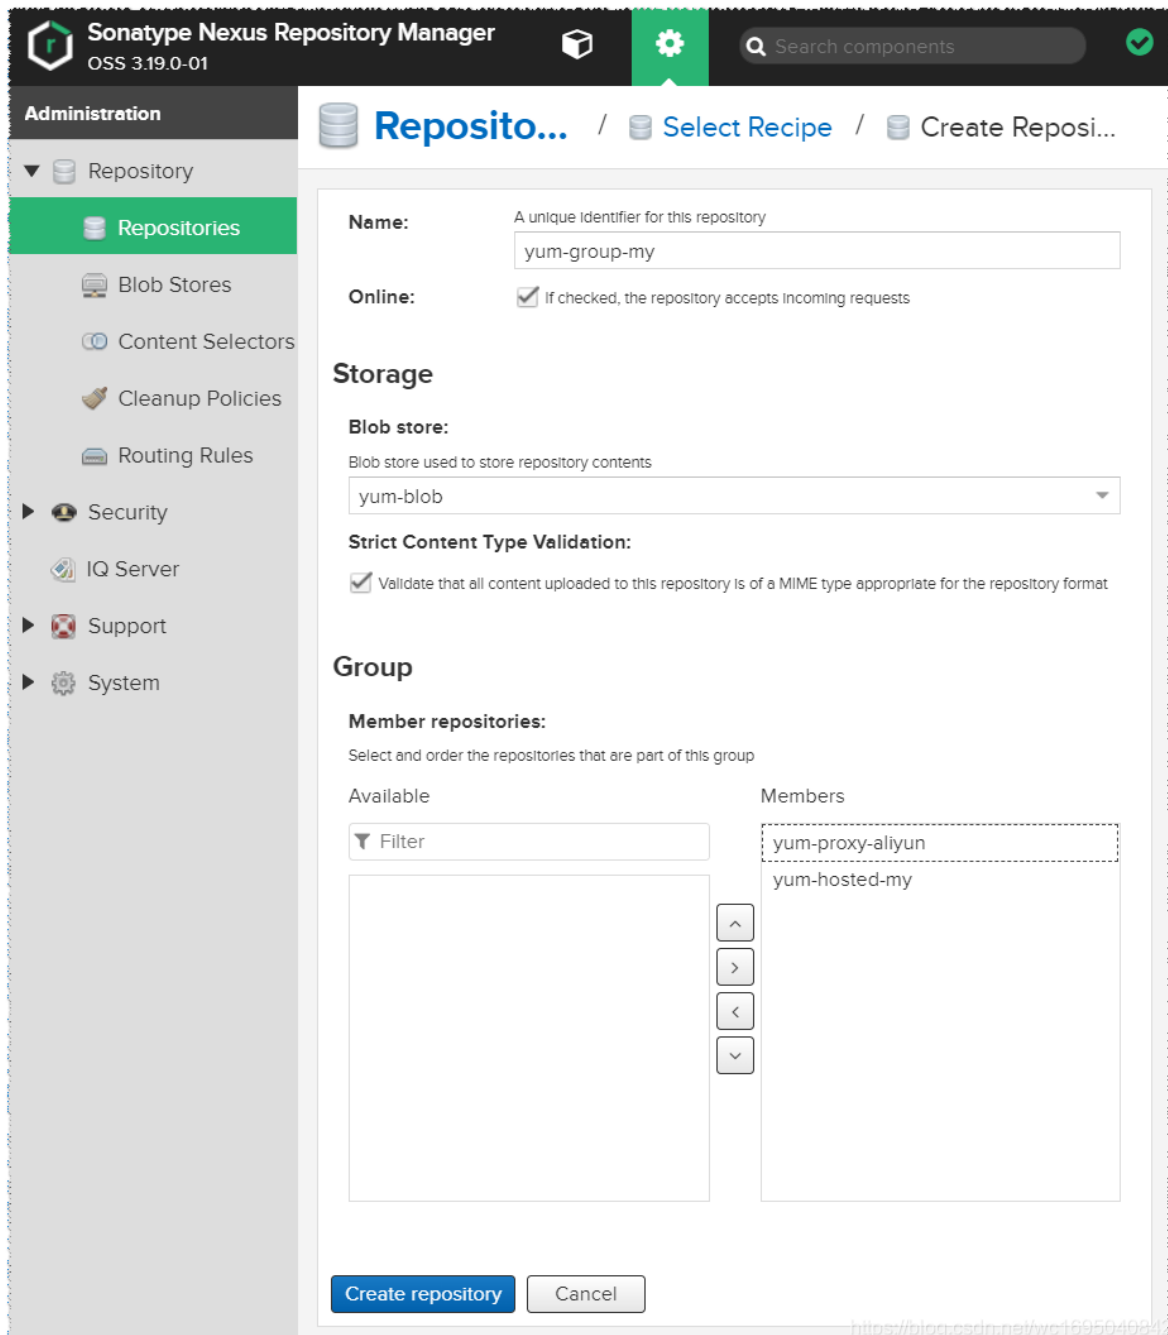 Sonatype Nexus Repository Manager
OSS 3.19.0-01
Search components
Administration
Reposito... / Select Recipe / Create Reposi...
Repository
Repositories
Blob Stores
Content Selectors
Cleanup Policies
Routing Rules
Security
IQ Server
Support
System
Name:
A unique identifier for this repository
yum-group-my
Online:
If checked, the repository accepts incoming requests
Storage
Blob store:
Blob store used to store repository contents
yum-blob
Strict Content Type Validation:
Validate that all content uploaded to this repository is of a MIME type appropriate for the repository format
Group
Member repositories:
Select and order the repositories that are part of this group
Available
Members
Filter
yum-proxy-aliyun
yum-hosted-my
Create repository
Cancel